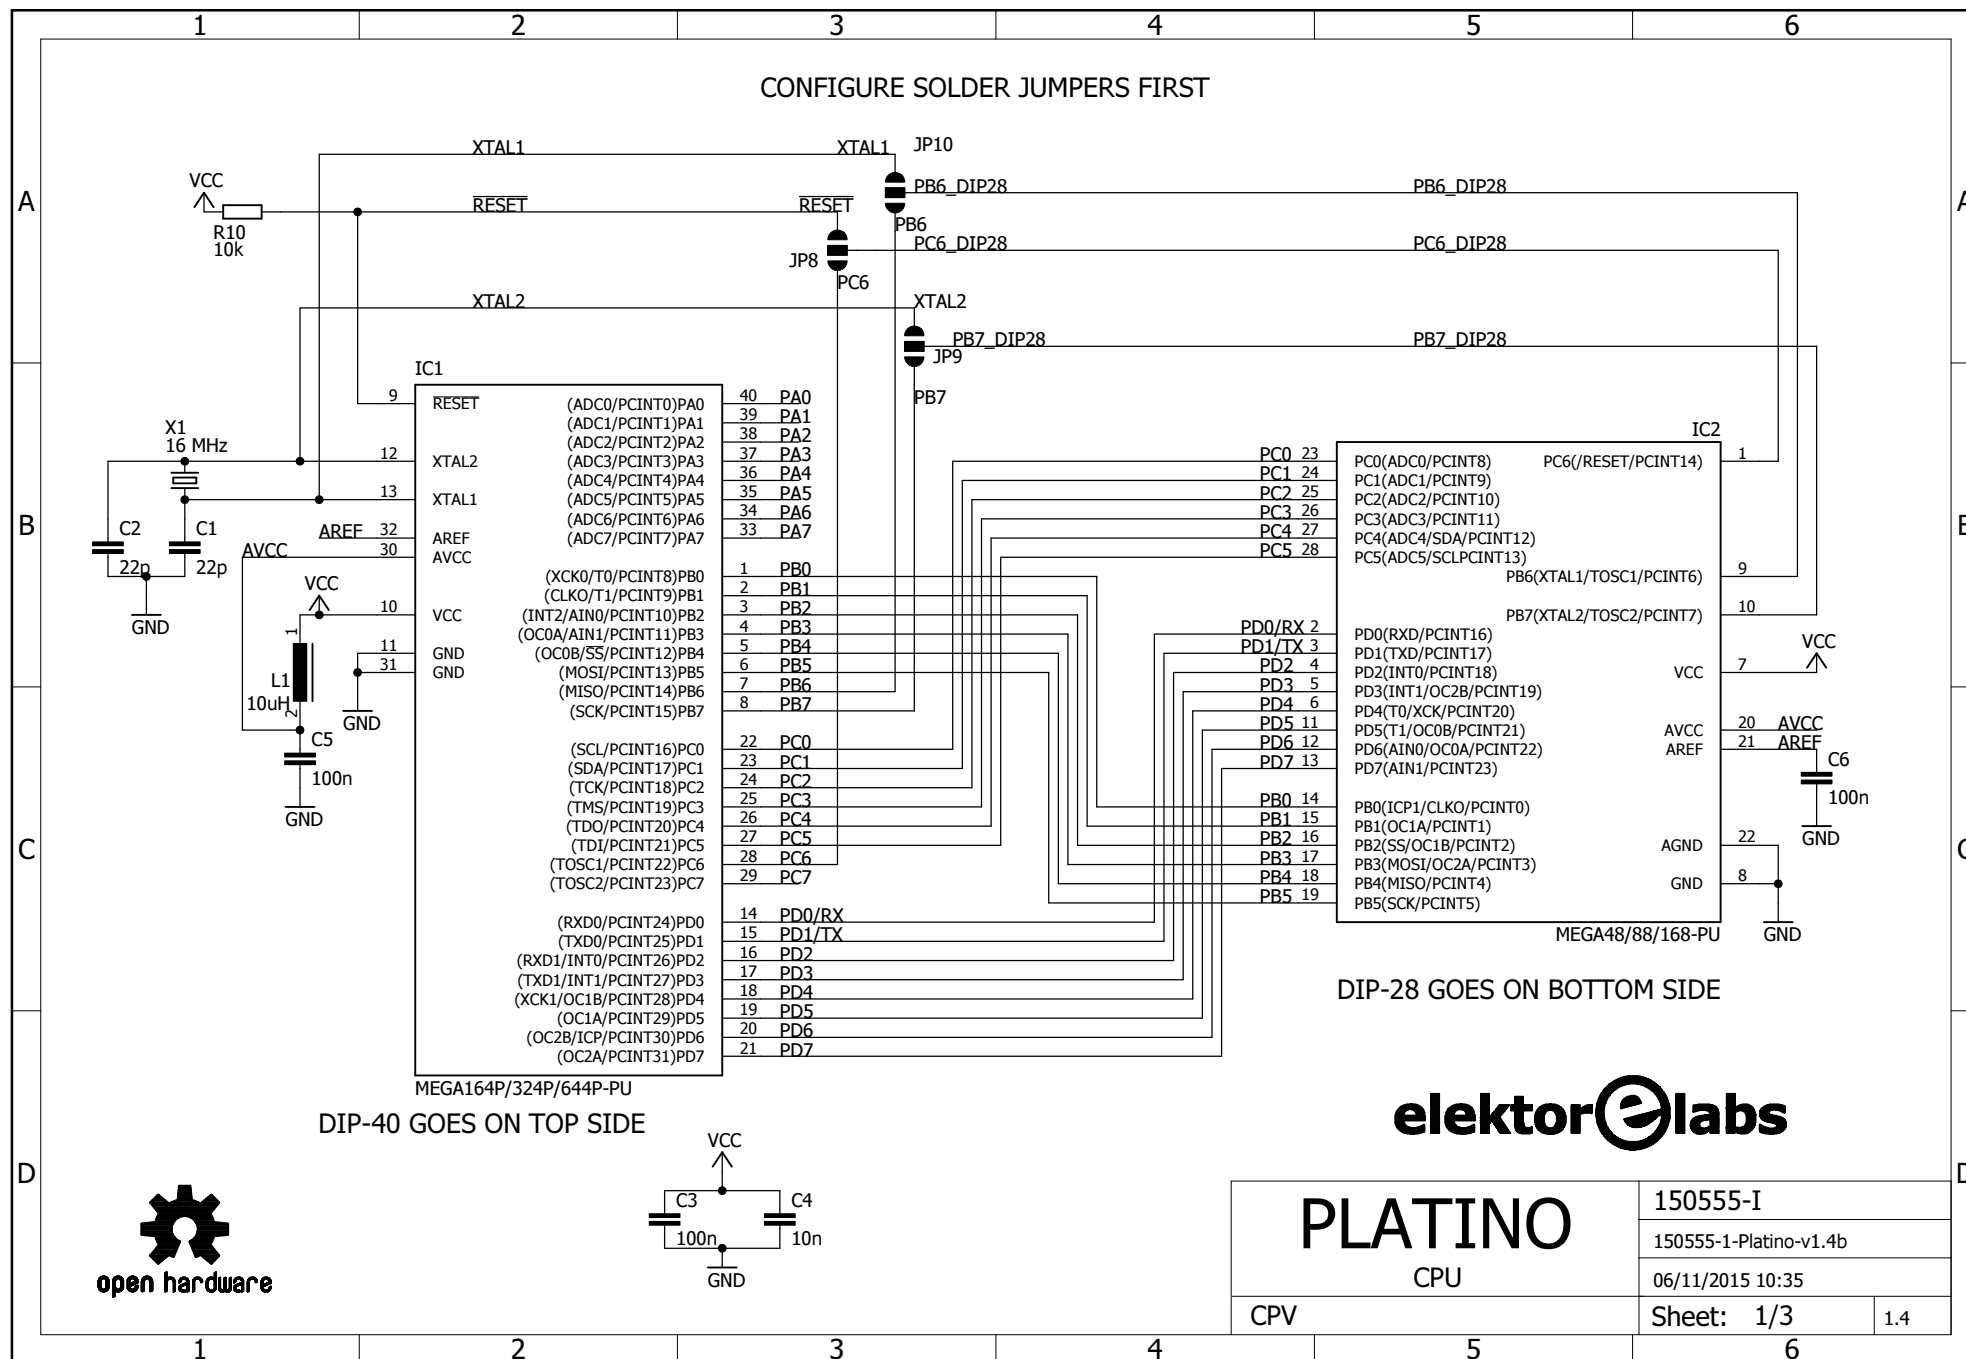 1 2 3 4 5 6
CONFIGURE SOLDER JUMPERS FIRST
XTAL1 XTAL1 JP10
VCC
PB6_DIP28 PB6_DIP28
A A
RESET RESET
R10
10k
PB6
PC6_DIP28 PC6_DIP28
JP8
PC6
XTAL2 XTAL2
PB7_DIP28 PB7_DIP28
JP9
PB7
IC1
9 RESET
12 XTAL2
13 XTAL1
AREF 32 AREF
AVCC 30 AVCC
10 VCC
11 GND
31 GND
X1
16 MHz
B B
C2
22p
C1
22p
GND
VCC
1
L1
10uH
2
GND
C5
100n
GND
(ADC0/PCINT0)PA0 40 PA0
(ADC1/PCINT1)PA1 39 PA1
(ADC2/PCINT2)PA2 38 PA2
(ADC3/PCINT3)PA3 37 PA3
(ADC4/PCINT4)PA4 36 PA4
(ADC5/PCINT5)PA5 35 PA5
(ADC6/PCINT6)PA6 34 PA6
(ADC7/PCINT7)PA7 33 PA7
(XCK0/T0/PCINT8)PB0 1 PB0
(CLKO/T1/PCINT9)PB1 2 PB1
(INT2/AIN0/PCINT10)PB2 3 PB2
(OC0A/AIN1/PCINT11)PB3 4 PB3
(OC0B/SS/PCINT12)PB4 5 PB4
(MOSI/PCINT13)PB5 6 PB5
(MISO/PCINT14)PB6 7 PB6
(SCK/PCINT15)PB7 8 PB7
(SCL/PCINT16)PC0 22 PC0
(SDA/PCINT17)PC1 23 PC1
(TCK/PCINT18)PC2 24 PC2
(TMS/PCINT19)PC3 25 PC3
(TDO/PCINT20)PC4 26 PC4
(TDI/PCINT21)PC5 27 PC5
(TOSC1/PCINT22)PC6 28 PC6
(TOSC2/PCINT23)PC7 29 PC7
(RXD0/PCINT24)PD0 14 PD0/RX
(TXD0/PCINT25)PD1 15 PD1/TX
(RXD1/INT0/PCINT26)PD2 16 PD2
(TXD1/INT1/PCINT27)PD3 17 PD3
(XCK1/OC1B/PCINT28)PD4 18 PD4
(OC1A/PCINT29)PD5 19 PD5
(OC2B/ICP/PCINT30)PD6 20 PD6
(OC2A/PCINT31)PD7 21 PD7
MEGA164P/324P/644P-PU
DIP-40 GOES ON TOP SIDE
IC2
PC0 23 PC0(ADC0/PCINT8)
PC1 24 PC1(ADC1/PCINT9)
PC2 25 PC2(ADC2/PCINT10)
PC3 26 PC3(ADC3/PCINT11)
PC4 27 PC4(ADC4/SDA/PCINT12)
PC5 28 PC5(ADC5/SCLPCINT13)
PD0/RX 2 PD0(RXD/PCINT16)
PD1/TX 3 PD1(TXD/PCINT17)
PD2 4 PD2(INT0/PCINT18)
PD3 5 PD3(INT1/OC2B/PCINT19)
PD4 6 PD4(T0/XCK/PCINT20)
PD5 11 PD5(T1/OC0B/PCINT21)
PD6 12 PD6(AIN0/OC0A/PCINT22)
PD7 13 PD7(AIN1/PCINT23)
PB0 14 PB0(ICP1/CLKO/PCINT0)
PB1 15 PB1(OC1A/PCINT1)
PB2 16 PB2(SS/OC1B/PCINT2)
PB3 17 PB3(MOSI/OC2A/PCINT3)
PB4 18 PB4(MISO/PCINT4)
PB5 19 PB5(SCK/PCINT5)
PC6(/RESET/PCINT14) 1
PB6(XTAL1/TOSC1/PCINT6) 9
PB7(XTAL2/TOSC2/PCINT7) 10
VCC
VCC 7
AVCC 20 AVCC
AREF 21 AREF
C6
100n
GND
AGND 22
GND 8
GND
MEGA48/88/168-PU
DIP-28 GOES ON BOTTOM SIDE
C C
D D
VCC
C3
100n
C4
10n
GND
open hardware
elektor e labs
PLATINO
CPU
CPV
150555-I
150555-1-Platino-v1.4b
06/11/2015 10:35
Sheet: 1/3 1.4
1 2 3 4 5 6